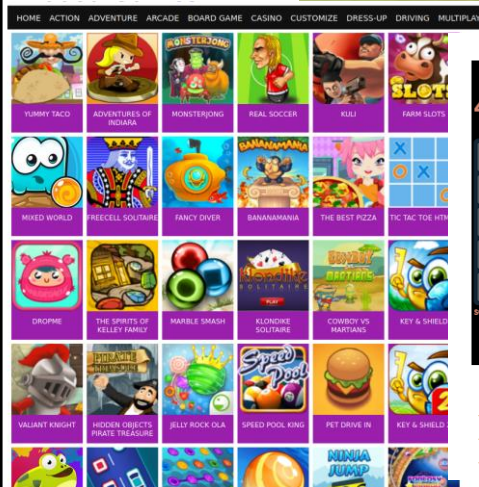 HOME ACTION ADVENTURE ARCADE BOARD GAME CASINO CUSTOMIZE DRESS-UP DRIVING MULTIPLAY
MONSTERJONG
SLOTS
YUMMY TACO
ADVENTURES OF
INDIARA
MONSTERJONG
REAL SOCCER
KULI
FARM SLOTS
BANANAMANIA
MIXED WORLD
FREECELL SOLITAIRE
FANCY DIVER
BANANAMANIA
THE BEST PIZZA
TIC TAC TOE HTM
Klondike
SOLITAIRE
PLAY
COWBOY
MARTIANS
DROPME
THE SPIRITS OF
KELLEY FAMILY
MARBLE SMASH
KLONDIKE
SOLITAIRE
COWBOY VS
MARTIANS
KEY & SHIELD
PIRATE
TREASURE
Speed
Pool
2
VALIANT KNIGHT
HIDDEN OBJECTS
PIRATE TREASURE
JELLY ROCK OLA
SPEED POOL KING
PET DRIVE IN
KEY & SHIELD
NINJA
JUMP